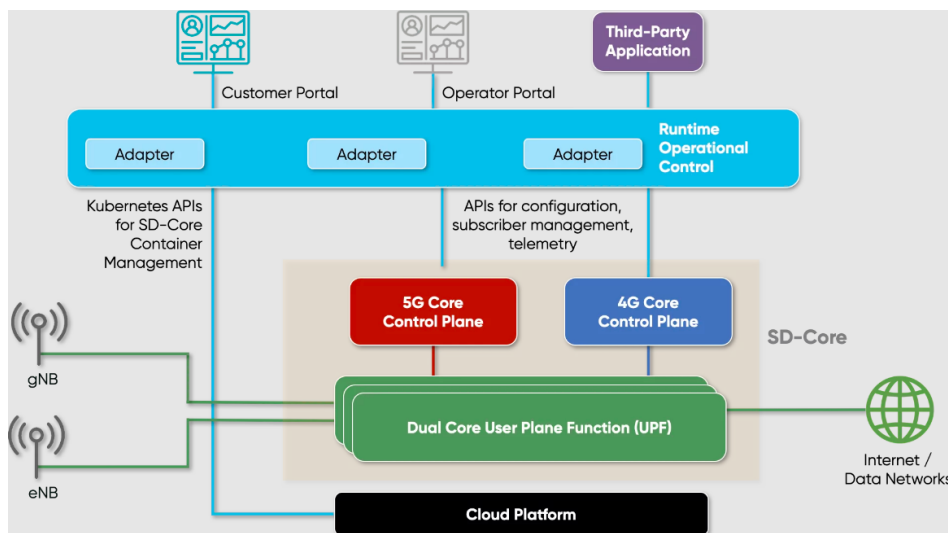 Third-Party
Application
Customer Portal
Operator Portal
Adapter
Adapter
Adapter
Runtime
Operational
Control
Kubernetes APIs
for SD-Core
Container
Management
APIs for configuration,
subscriber management,
telemetry
5G Core
Control Plane
4G Core
Control Plane
SD-Core
gNB
Dual Core User Plane Function (UPF)
Internet /
Data Networks
eNB
Cloud Platform